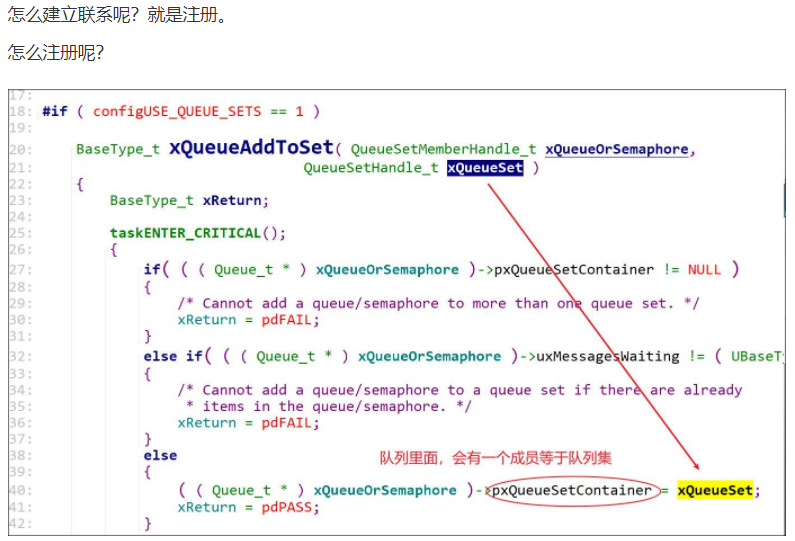 怎么建立联系呢？就是注册。
怎么注册呢？
17:
18: #if ( configUSE_QUEUE_SETS == 1 )
19:
20: BaseType_t xQueueAddToSet( QueueSetMemberHandle_t xQueueOrSemaphore,
21: QueueSetHandle_t xQueueSet )
22: {
23: BaseType_t xReturn;
24:
25: taskENTER_CRITICAL();
26: {
27: if( ( ( Queue_t * ) xQueueOrSemaphore )->pxQueueSetContainer != NULL )
28: {
29: /* Cannot add a queue/semaphore to more than one queue set. */
30: xReturn = pdFAIL;
31: }
32: else if( ( ( Queue_t * ) xQueueOrSemaphore )->uxMessagesWaiting != ( UBaseT
33: {
34: /* Cannot add a queue/semaphore to a queue set if there are already
35: * items in the queue/semaphore. */
36: xReturn = pdFAIL;
37: }
38: else
队列里面，会有一个成员等于队列集
39: {
40: ( ( Queue_t * ) xQueueOrSemaphore )->pxQueueSetContainer = xQueueSet;
41: xReturn = pdPASS;
42: }